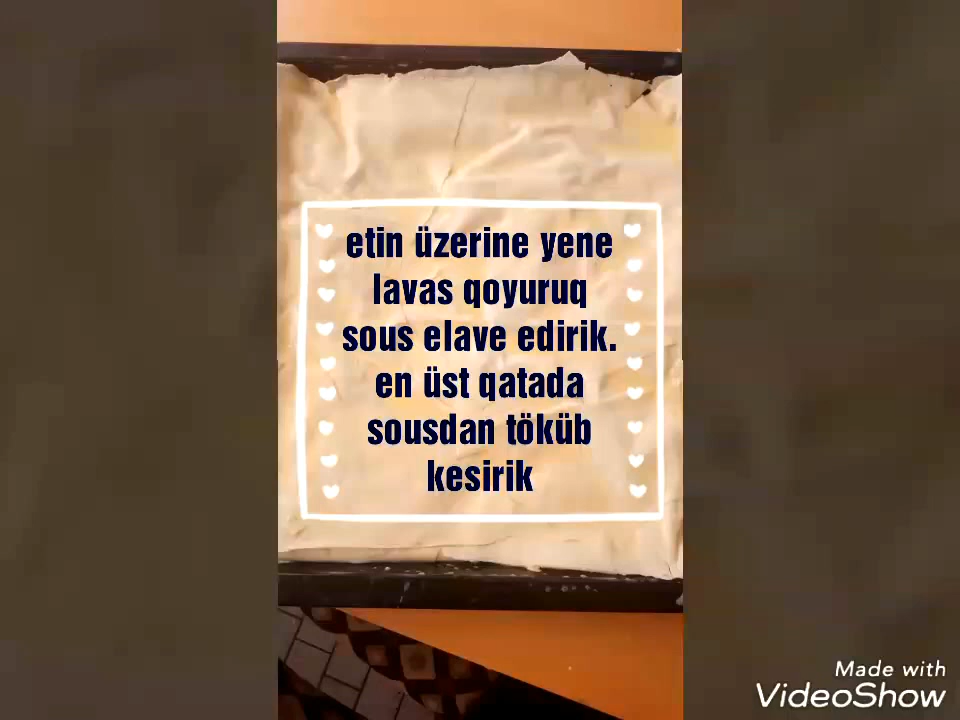 etin üzerine yene
lavas qoyuruq
sous elave edirik.
en üst qatada
sousdan töküb
kesirik
Made with
VideoShow